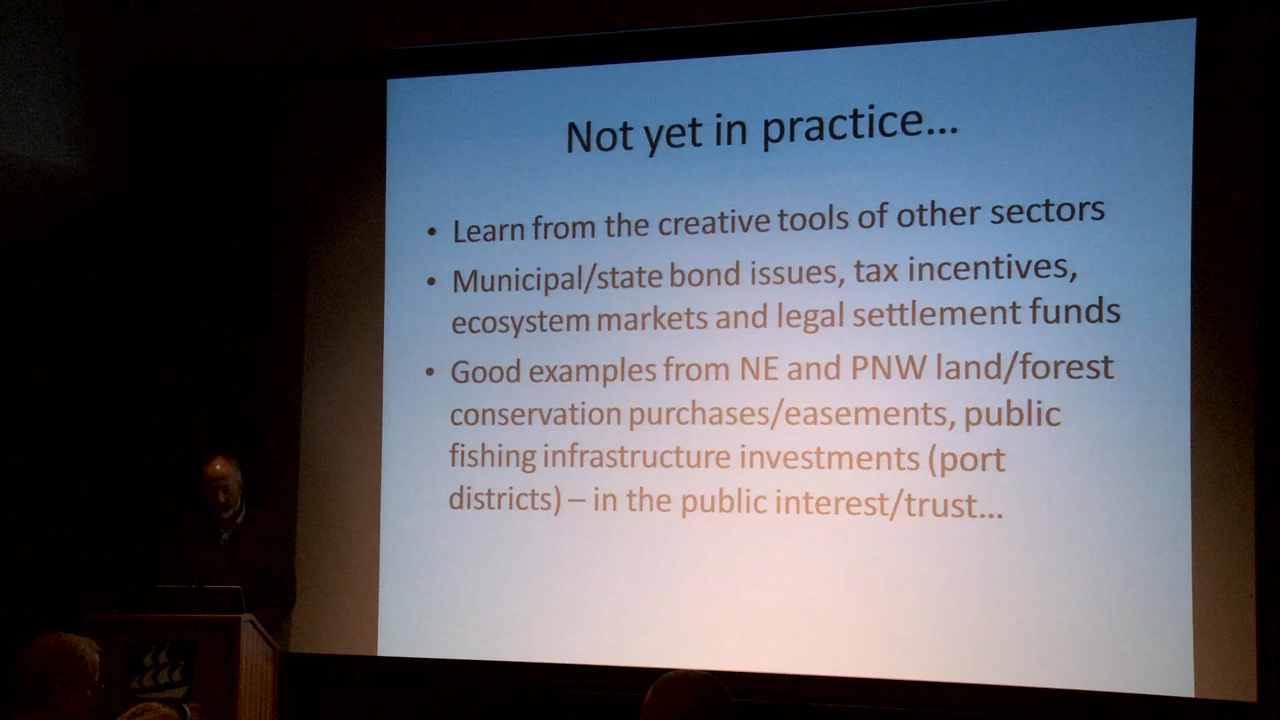 Not yet in practice...
• Learn from the creative tools of other sectors
• Municipal/state bond issues, tax incentives,
ecosystem markets and legal settlement funds
• Good examples from NE and PNW land/forest
conservation purchases/easements, public
fishing infrastructure investments (port
districts) – in the public interest/trust...